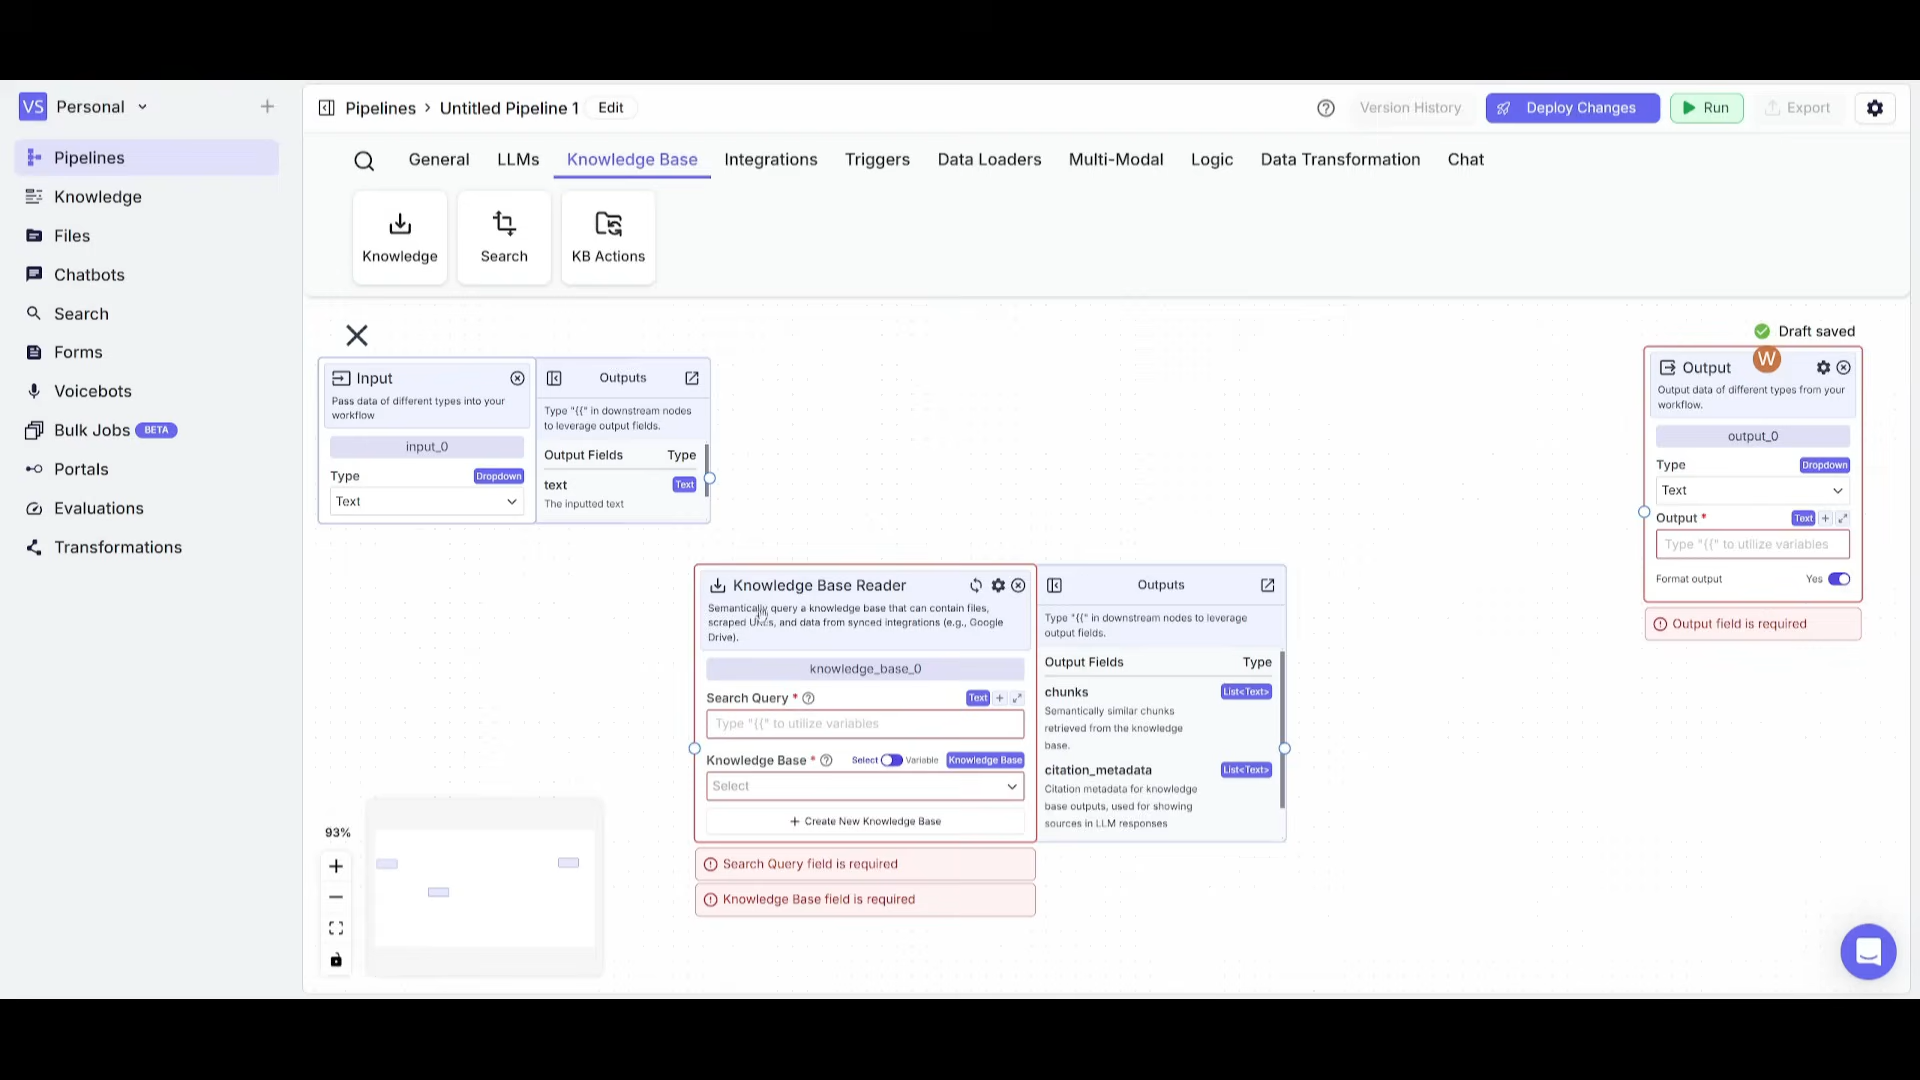 VS Personal
Pipelines
Knowledge
Files
Chatbots
Search
Forms
Voicebots
Bulk Jobs BETA
Portals
Evaluations
Transformations
Pipelines › Untitled Pipeline 1 Edit
Version History Deploy Changes Run Export
General LLMs Knowledge Base Integrations Triggers Data Loaders Multi-Modal Logic Data Transformation Chat
Knowledge Search KB Actions
Draft saved
Input
Pass data of different types into your
workflow
input_0
Type Dropdown
Text
Outputs
Type "{{" in downstream nodes
to leverage output fields.
Output Fields Type
text Text
The inputted text
Knowledge Base Reader
Semantically query a knowledge base that can contain files,
scraped URLs, and data from synced integrations (e.g., Google
Drive).
knowledge_base_0
Search Query * Text +
Type "{{" to utilize variables
Knowledge Base * Select Variable Knowledge Base
Select
+ Create New Knowledge Base
Search Query field is required
Knowledge Base field is required
Outputs
Type "{{" in downstream nodes to leverage
output fields.
Output Fields Type
chunks List<Text>
Semantically similar chunks
retrieved from the knowledge
base.
citation_metadata List<Text>
Citation metadata for knowledge
base outputs, used for showing
sources in LLM responses
W
Output
Output data of different types from your
workflow.
output_0
Type Dropdown
Text
Output * Text +
Type "{{" to utilize variables
Format output Yes
Output field is required
93%